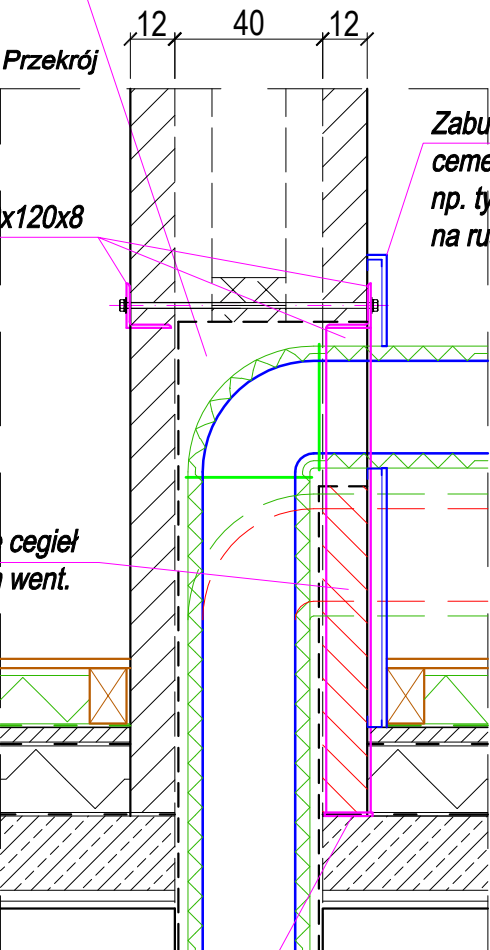 12 40 12
Przekrój
Zabu
ceme
np. ty
na ru
x120x8
cegieł
went.